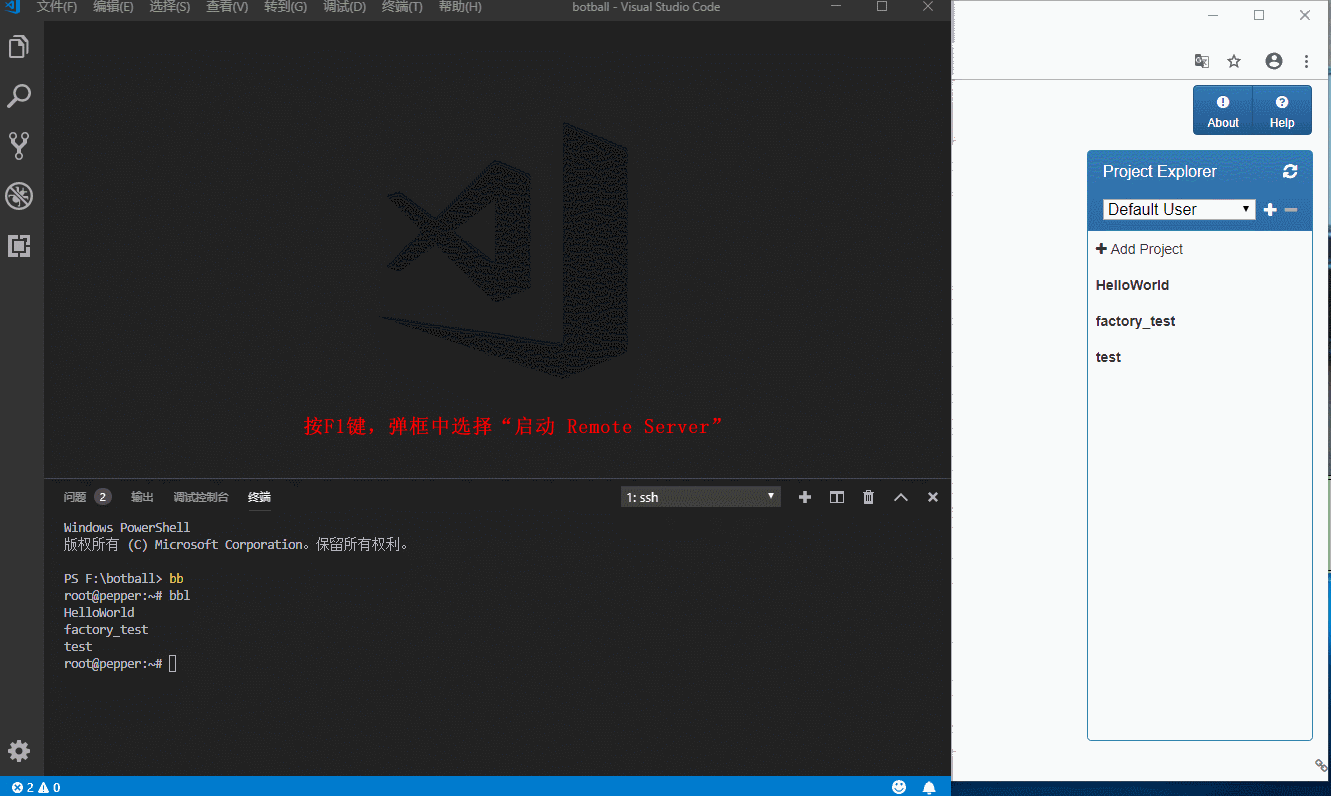 文件(F) 编辑(E) 选择(S) 查看(V) 转到(G) 调试(D) 终端(T) 帮助(H) botball - Visual Studio Code
About Help
Project Explorer
Default User
Add Project
HelloWorld
factory_test
test
按F1键，弹框中选择“启动 Remote Server”
问题 2 输出 调试控制台 终端 1: ssh
Windows PowerShell
版权所有 (C) Microsoft Corporation。保留所有权利。
PS F:\botball> bb
root@pepper:~# bbl
HelloWorld
factory_test
test
root@pepper:~#
2 0